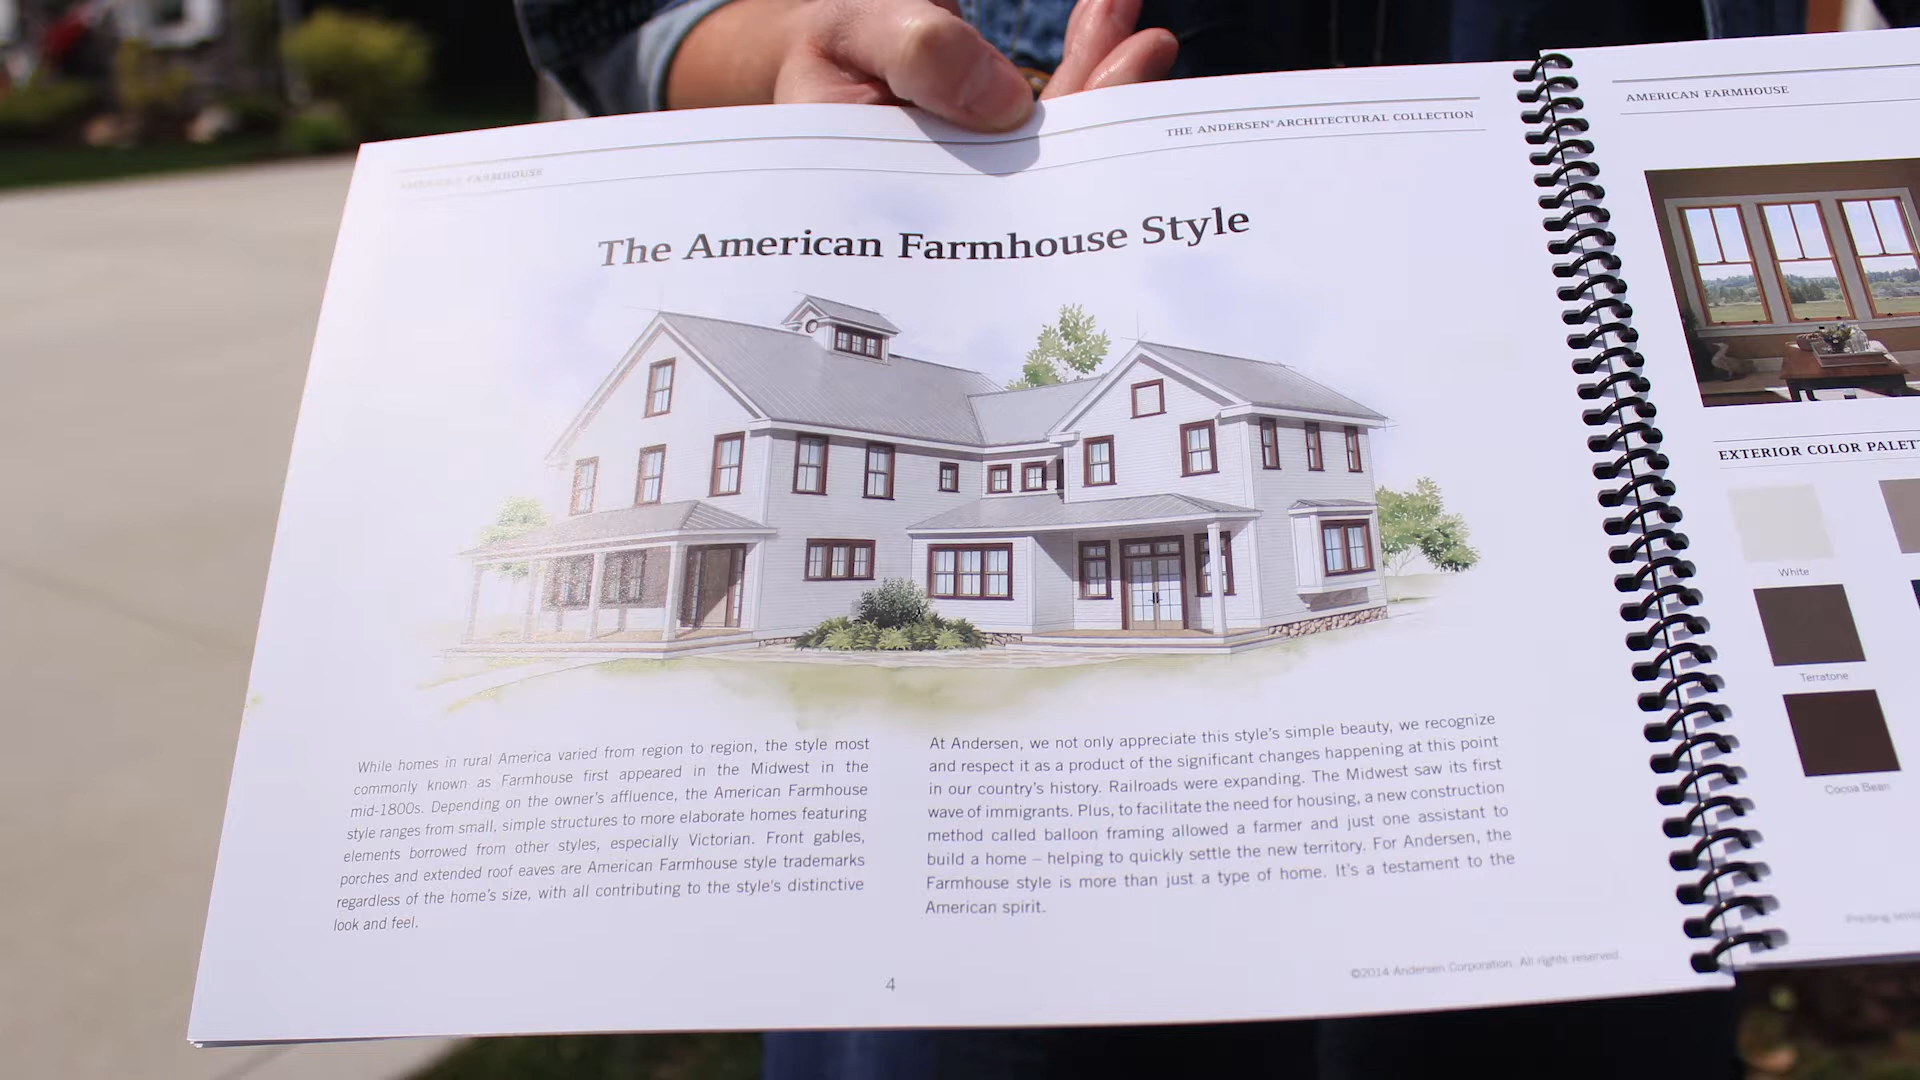 AMERICAN FARMHOUSE
THE ANDERSEN® ARCHITECTURAL COLLECTION
The American Farmhouse Style
While homes in rural America varied from region to region, the style most
commonly known as Farmhouse first appeared in the Midwest in the
mid-1800s. Depending on the owner's affluence, the American Farmhouse
style ranges from small, simple structures to more elaborate homes featuring
elements borrowed from other styles, especially Victorian. Front gables,
porches and extended roof eaves are American Farmhouse style trademarks
regardless of the home's size, with all contributing to the style's distinctive
look and feel.
At Andersen, we not only appreciate this style's simple beauty, we recognize
and respect it as a product of the significant changes happening at this point
in our country's history. Railroads were expanding. The Midwest saw its first
wave of immigrants. Plus, to facilitate the need for housing, a new construction
method called balloon framing allowed a farmer and just one assistant to
build a home – helping to quickly settle the new territory. For Andersen, the
Farmhouse style is more than just a type of home. It's a testament to the
American spirit.
4
©2014 Andersen Corporation. All rights reserved.
AMERICAN FARMHOUSE
EXTERIOR COLOR
White
Terratone
Cocoa Bean
Printing